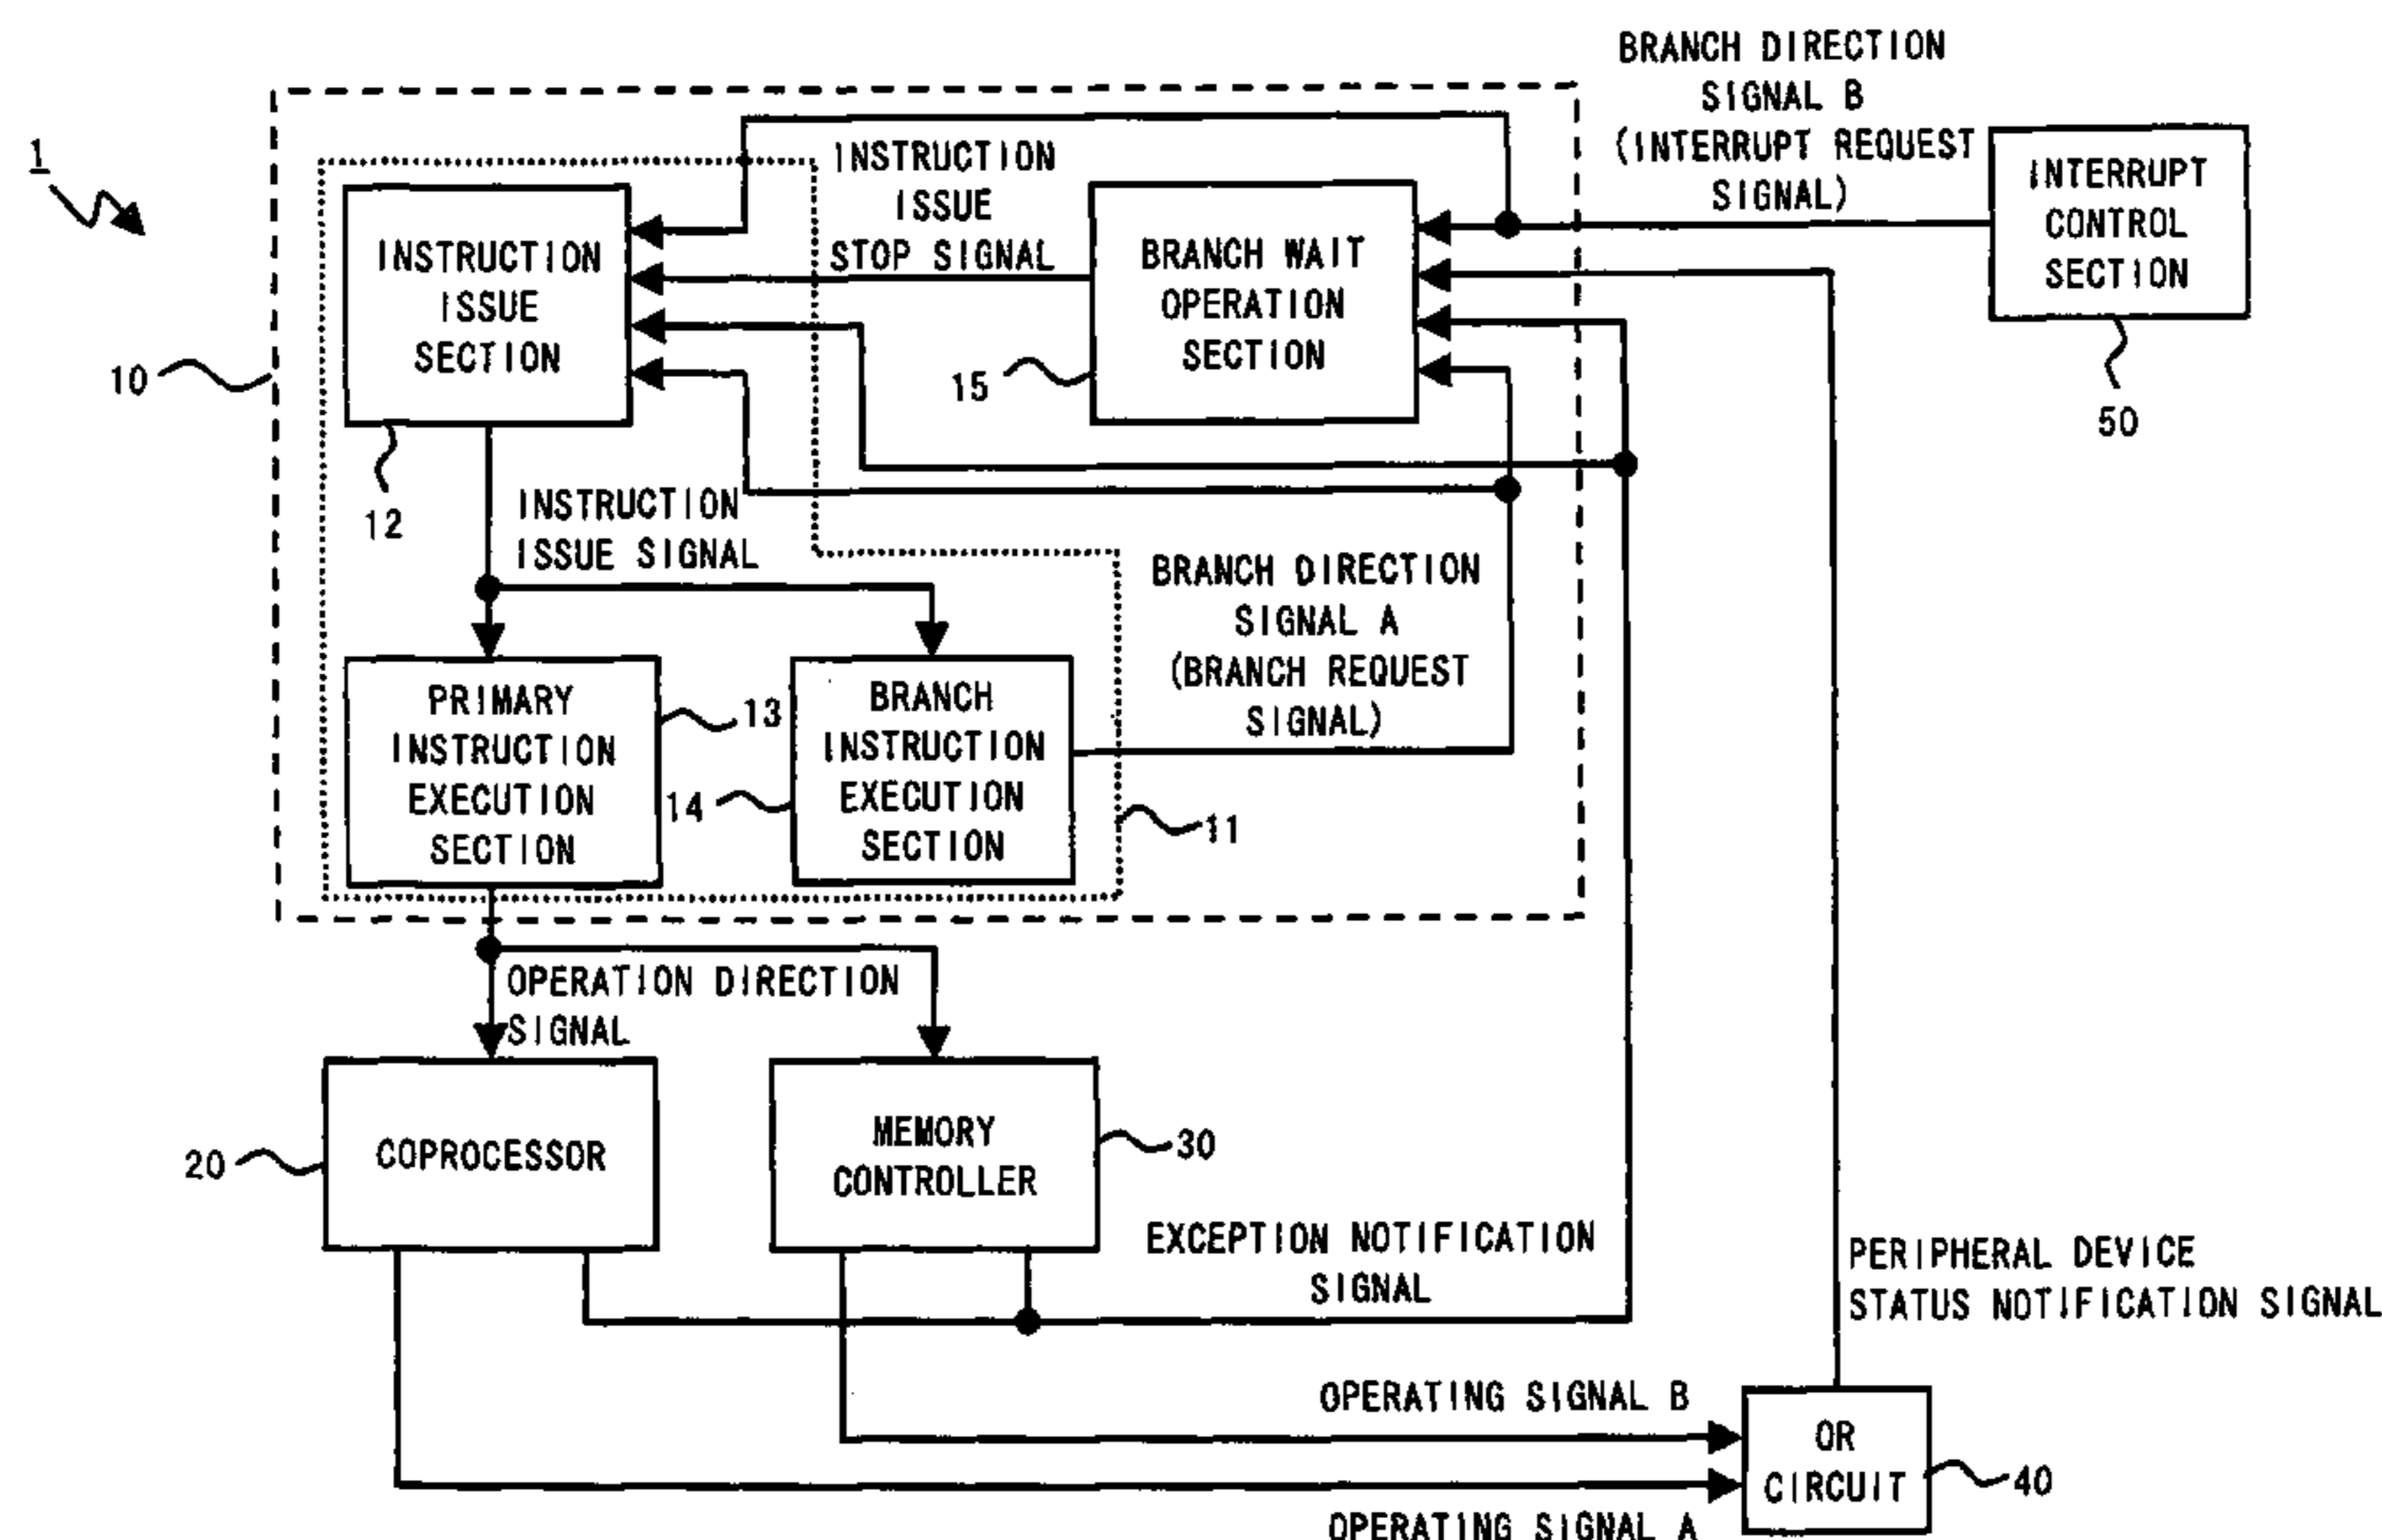 1
BRANCH DIRECTION
SIGNAL B
(INTERRUPT REQUEST
SIGNAL)
INTERRUPT
CONTROL
SECTION
50
INSTRUCTION
ISSUE
STOP SIGNAL
INSTRUCTION
ISSUE
SECTION
BRANCH WAIT
OPERATION
SECTION
10
15
12
INSTRUCTION
ISSUE SIGNAL
BRANCH DIRECTION
SIGNAL A
(BRANCH REQUEST
SIGNAL)
PRIMARY
INSTRUCTION
EXECUTION
SECTION
13
BRANCH
INSTRUCTION
EXECUTION
SECTION
14
11
OPERATION DIRECTION
SIGNAL
COPROCESSOR
20
MEMORY
CONTROLLER
30
EXCEPTION NOTIFICATION
SIGNAL
PERIPHERAL DEVICE
STATUS NOTIFICATION SIGNAL
OPERATING SIGNAL B
OR
CIRCUIT
40
OPERATING SIGNAL A